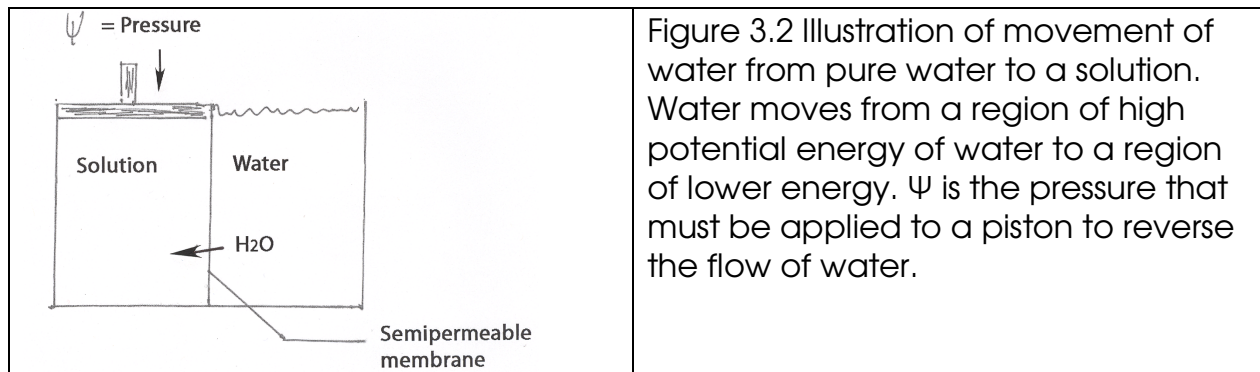 Ψ = Pressure
Solution
Water
H2O
Semipermeable
membrane
Figure 3.2 Illustration of movement of
water from pure water to a solution.
Water moves from a region of high
potential energy of water to a region
of lower energy. Ψ is the pressure that
must be applied to a piston to reverse
the flow of water.